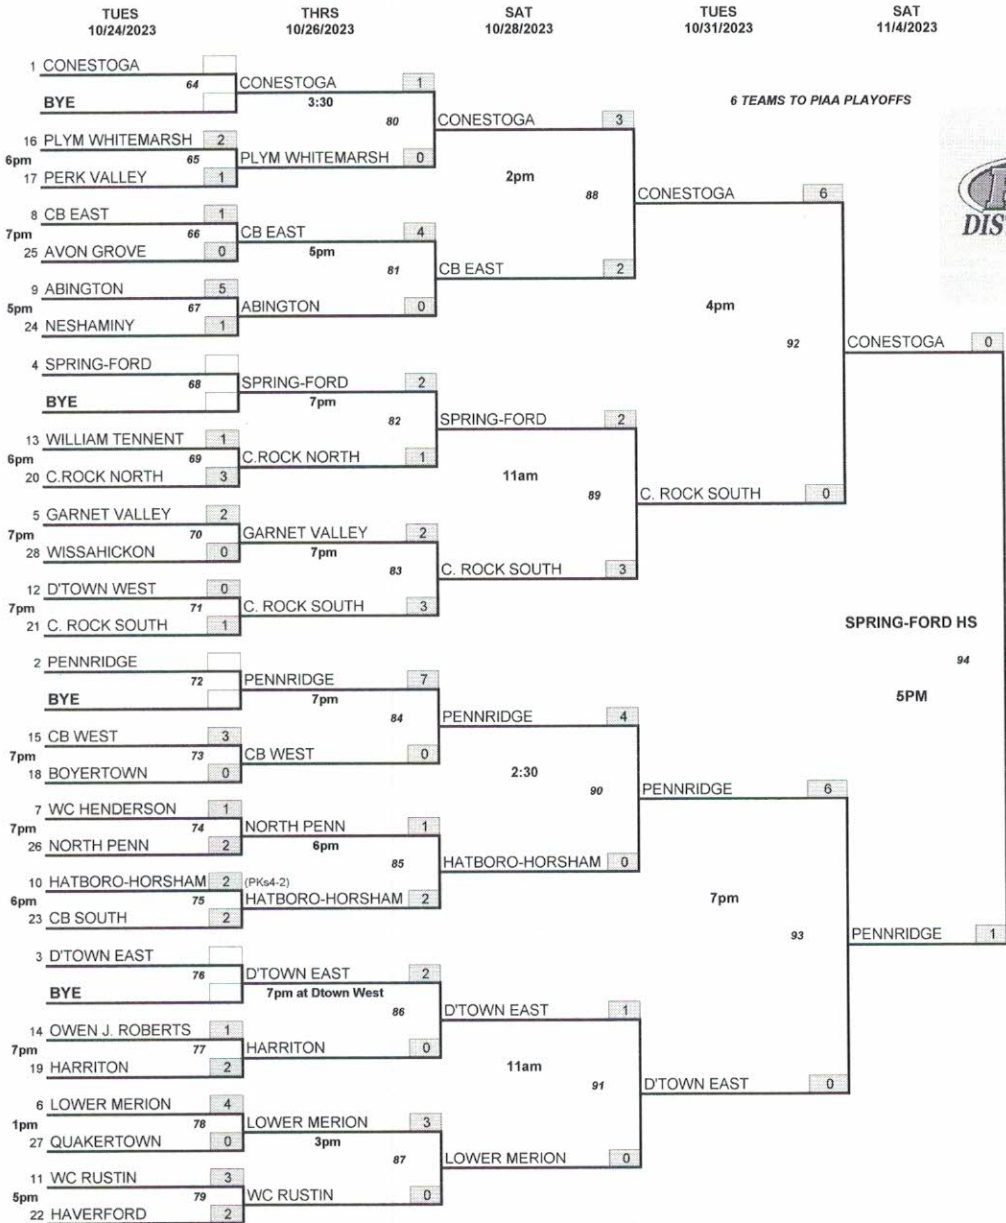 TUES
10/24/2023
THRS
10/26/2023
SAT
10/28/2023
TUES
10/31/2023
SAT
11/4/2023
6 TEAMS TO PIAA PLAYOFFS
1 CONESTOGA
64
BYE
16 PLYM WHITEMARSH 2
6pm 65
17 PERK VALLEY 1
8 CB EAST 1
7pm 66
25 AVON GROVE 0
9 ABINGTON 5
5pm 67
24 NESHAMINY 1
4 SPRING-FORD
68
BYE
13 WILLIAM TENNENT 1
6pm 69
20 C.ROCK NORTH 3
5 GARNET VALLEY 2
7pm 70
28 WISSAHICKON 0
12 D'TOWN WEST 0
7pm 71
21 C. ROCK SOUTH 1
2 PENNRIDGE
72
BYE
15 CB WEST 3
7pm 73
18 BOYERTOWN 0
7 WC HENDERSON 1
7pm 74
26 NORTH PENN 2
10 HATBORO-HORSHAM 2 (PKs4-2)
6pm 75
23 CB SOUTH 2
3 D'TOWN EAST
76
BYE
14 OWEN J. ROBERTS 1
7pm 77
19 HARRITON 2
6 LOWER MERION 4
1pm 78
27 QUAKERTOWN 0
11 WC RUSTIN 3
5pm 79
22 HAVERFORD 2
CONESTOGA 1
3:30
80
PLYM WHITEMARSH 0
CB EAST 4
5pm
81
ABINGTON 0
SPRING-FORD 2
7pm
82
C.ROCK NORTH 1
GARNET VALLEY 2
7pm
83
C. ROCK SOUTH 3
PENNRIDGE 7
7pm
84
CB WEST 0
NORTH PENN 1
6pm
85
HATBORO-HORSHAM 2
D'TOWN EAST 2
7pm at Dtown West
86
HARRITON 0
LOWER MERION 3
3pm
87
WC RUSTIN 0
CONESTOGA 3
2pm
88
CB EAST 2
SPRING-FORD 2
11am
89
C. ROCK SOUTH 3
PENNRIDGE 4
2:30
90
HATBORO-HORSHAM 0
D'TOWN EAST 1
11am
91
LOWER MERION 0
CONESTOGA 6
4pm
92
C. ROCK SOUTH 0
PENNRIDGE 6
7pm
93
D'TOWN EAST 0
CONESTOGA 0
SPRING-FORD HS
94
5PM
PENNRIDGE 1
DIS